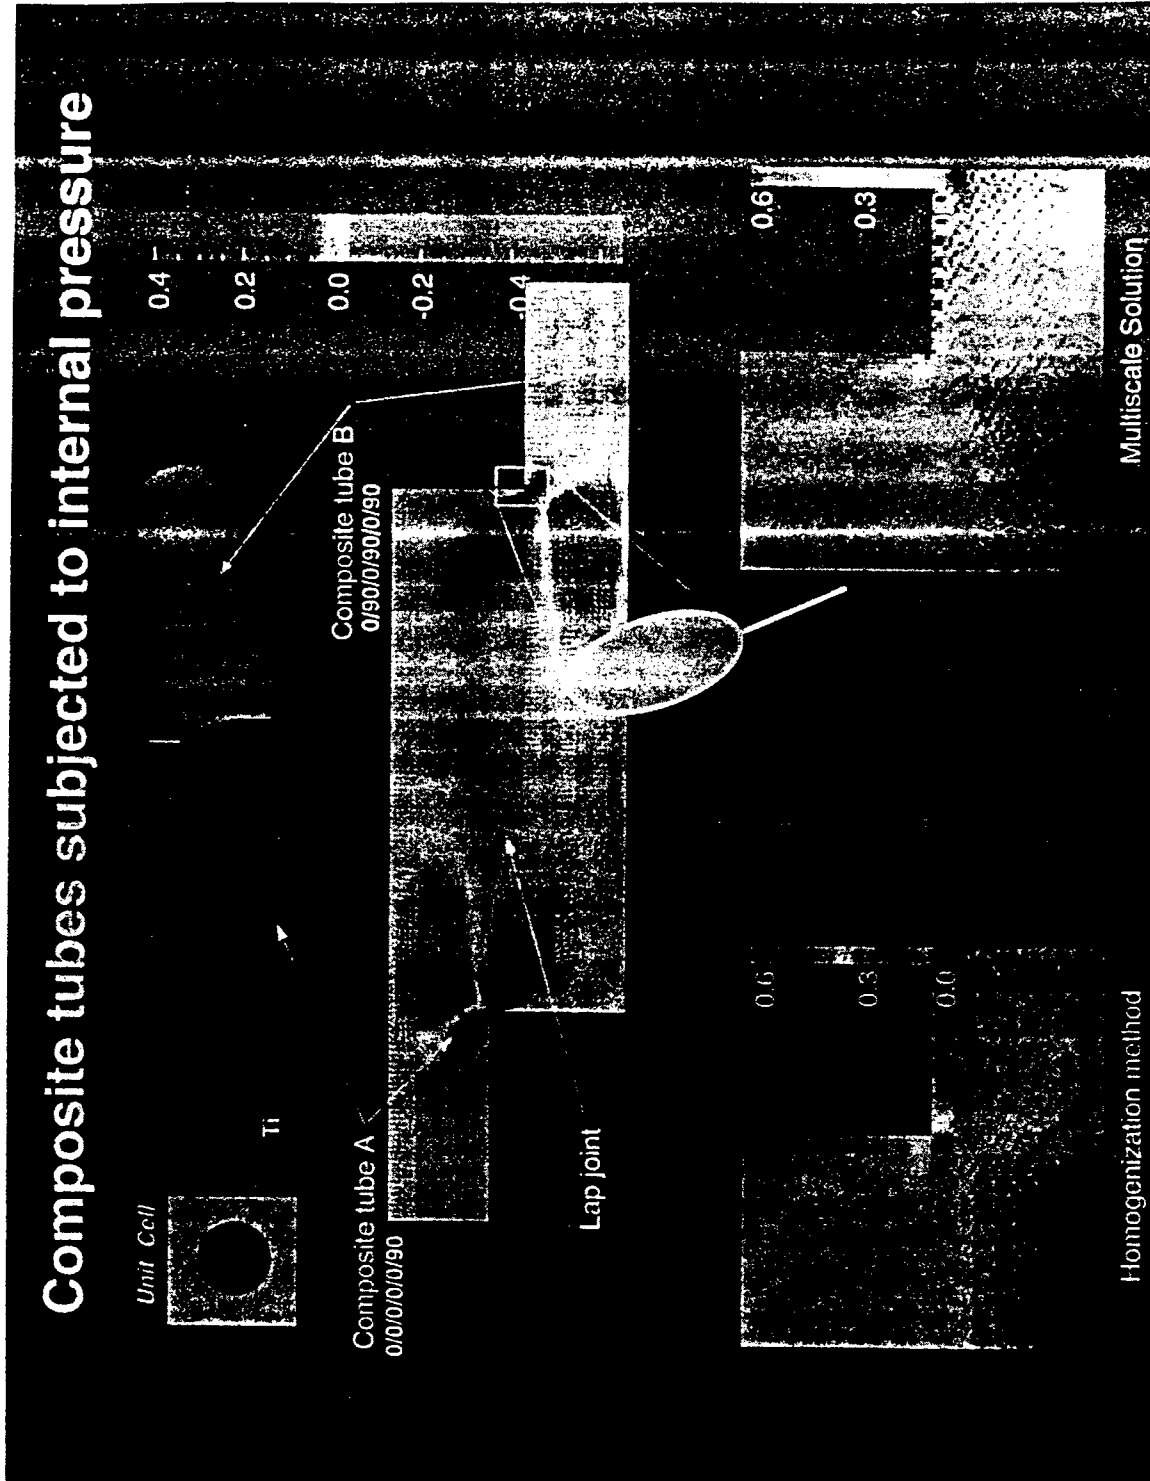 Composite tubes subjected to internal pressure
Unit Cell
Ti
0.4
0.2
0.0
-0.2
-0.4
Composite tube A
0/0/0/0/0/90
Composite tube B
0/90/0/90/0/90
Lap joint
0.6
0.3
0.0
Homogenization method
0.6
0.3
0.0
Multiscale Solution